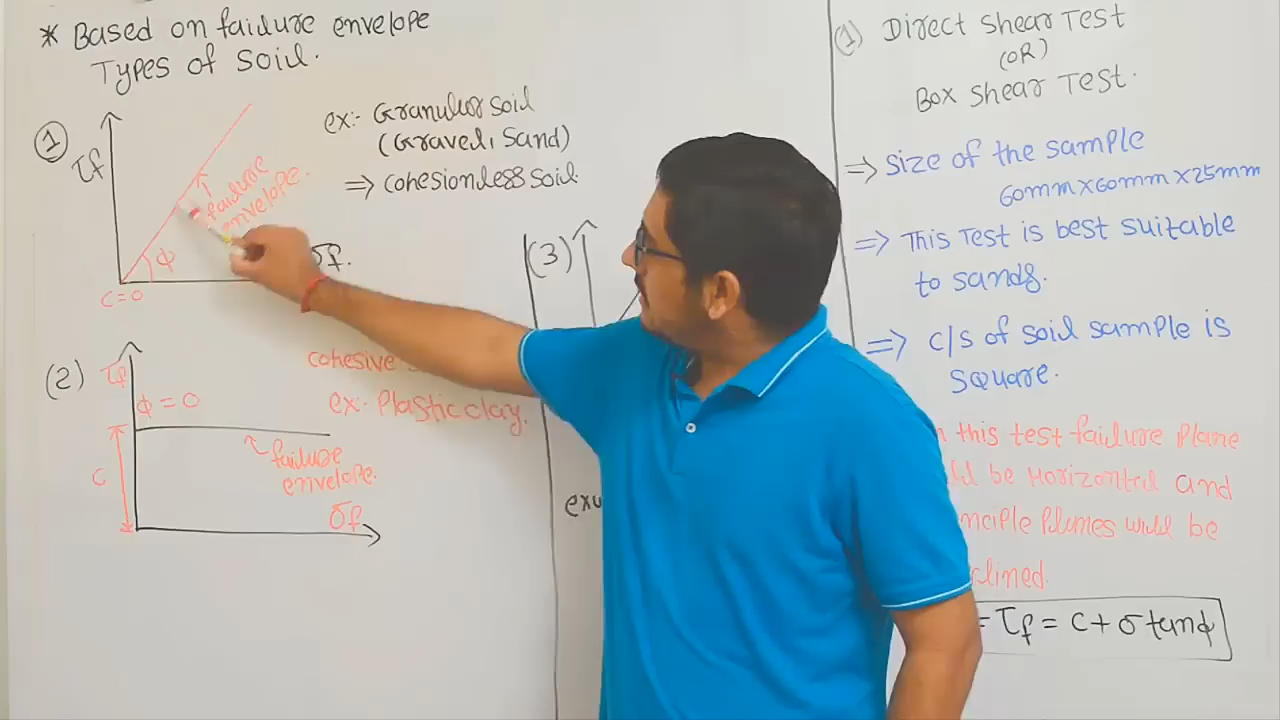 * Based on failure envelope
Types of soil.
(1)
τf
failure
envelope.
ϕ
C=0
σf.
ex:- Granular soil
(Gravel, Sand)
⇒ cohesionless soil.
(2)
τf
ϕ = 0
C
failure
envelope.
σf
cohesive
ex:- Plastic clay.
(3)
(1) Direct shear Test
(OR)
Box shear Test.
⇒ Size of the sample
60mm×60mm×25mm
⇒ This Test is best suitable
to sands.
⇒ C/s of soil sample is
square.
this test failure plane
be Horizontal and
Planes will be
= τf = C + σ tanϕ